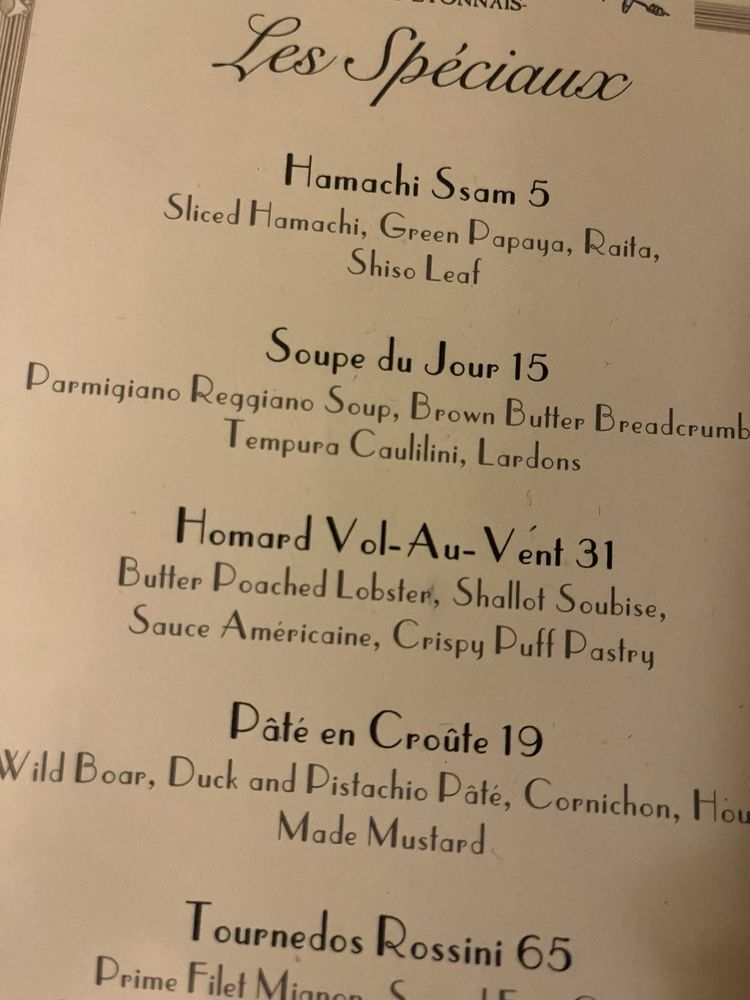 Les Spéciaux
Hamachi Ssam 5
Sliced Hamachi, Green Papaya, Raita,
Shiso Leaf
Soupe du Jour 15
Parmigiano Reggiano Soup, Brown Butter Breadcrumb
Tempura Caulilini, Lardons
Homard Vol-Au-Vent 31
Butter Poached Lobster, Shallot Soubise,
Sauce Américaine, Crispy Puff Pastry
Pâté en Croûte 19
Wild Boar, Duck and Pistachio Pâté, Cornichon, Hou
Made Mustard
Tournedos Rossini 65
Prime Filet Mignon,